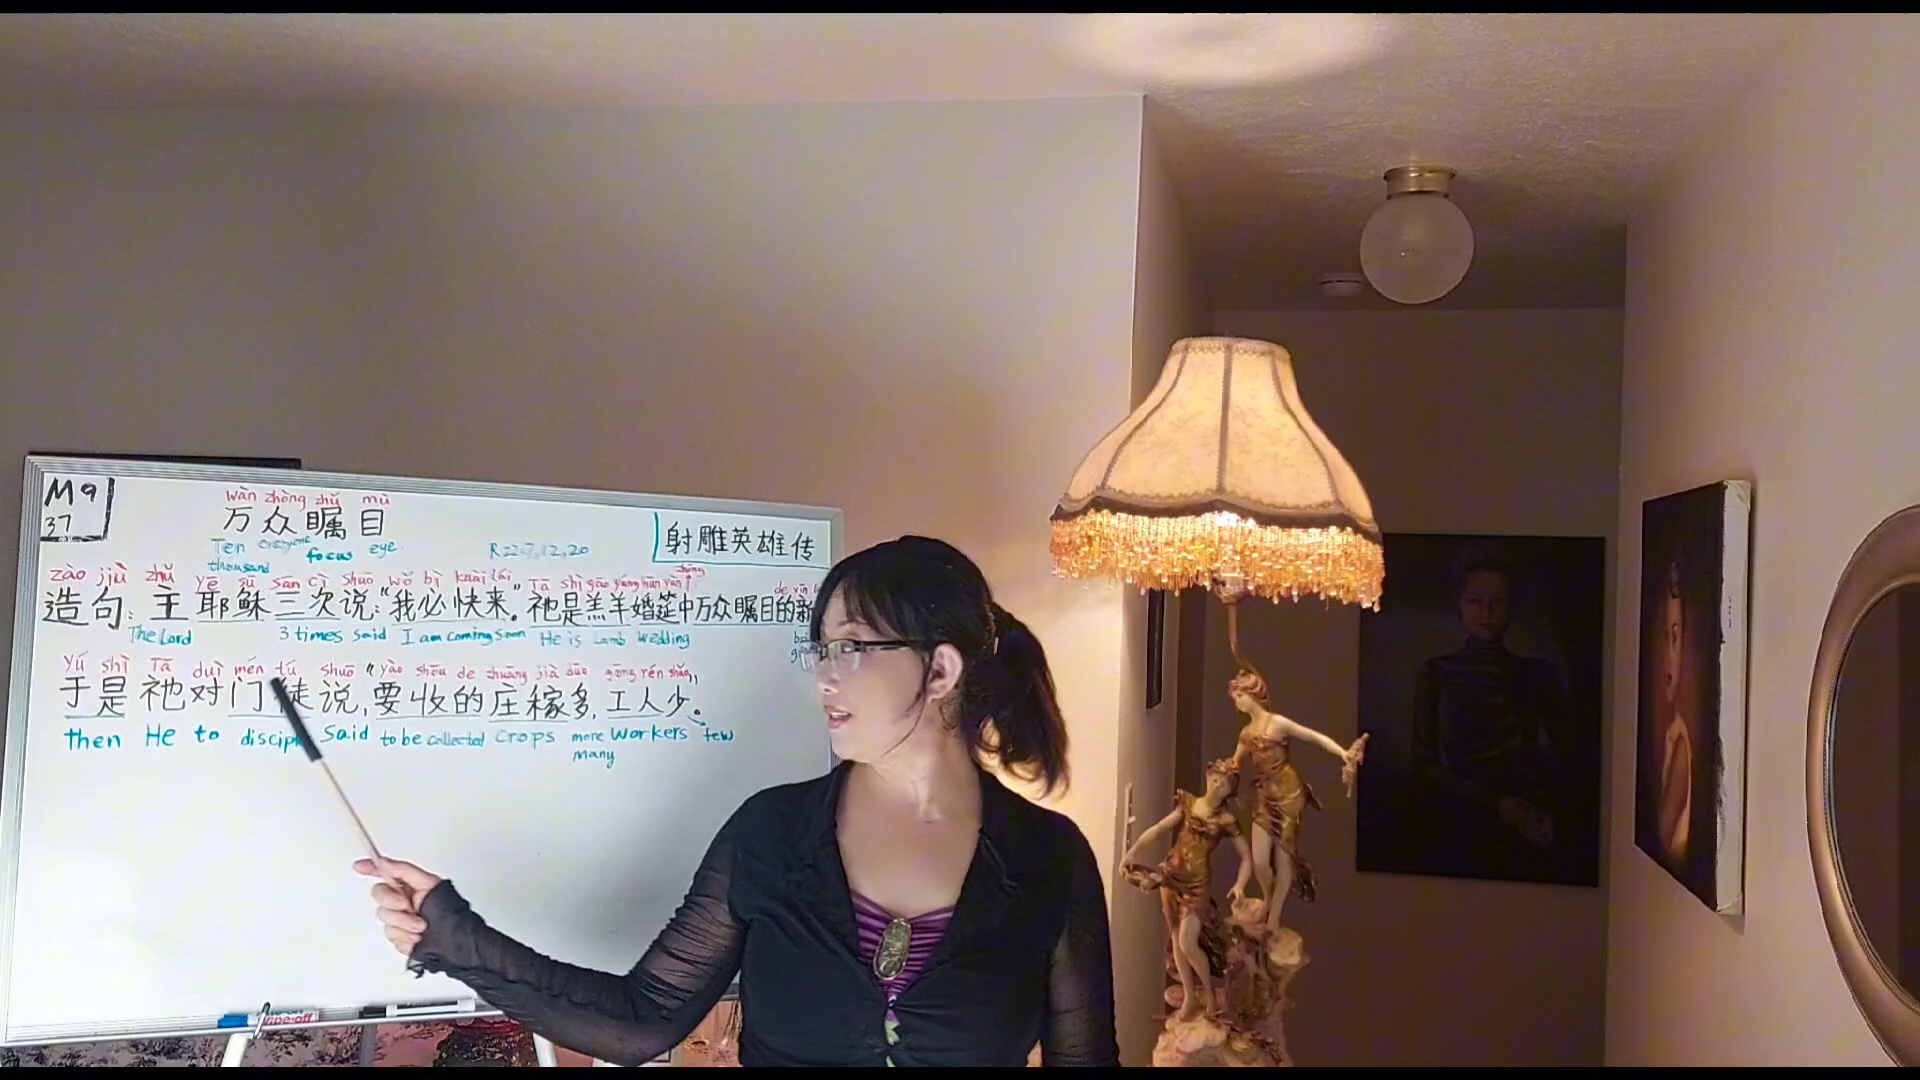 M9
37
wàn zhòng zhǔ mù
万众瞩目
Ten everyone focus eye
thousand
R22:7,12,20
射雕英雄传
zào jiù zhǔ yē sū sān cì shuō wǒ bì kuài lái Tā shì gāo yáng hūn yán zhōng de xīn
造句:主耶稣三次说:"我必快来。"祂是羔羊婚筵中万众瞩目的新
The Lord 3 times said I am coming soon He is Lamb wedding
Yú shì Tā duì mén tú shuō "yào shōu de zhuāng jià duō gōng rén shǎo"
于是祂对门徒说,要收的庄稼多,工人少。
then He to said to be collected crops more workers few
many